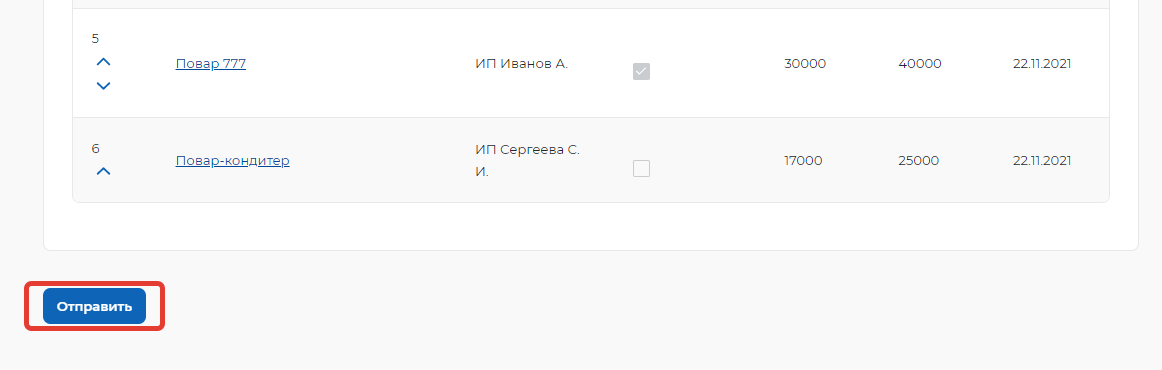 5
Повар 777 ИП Иванов А. 30000 40000 22.11.2021
6
Повар-кондитер ИП Сергеева С. И. 17000 25000 22.11.2021
Отправить